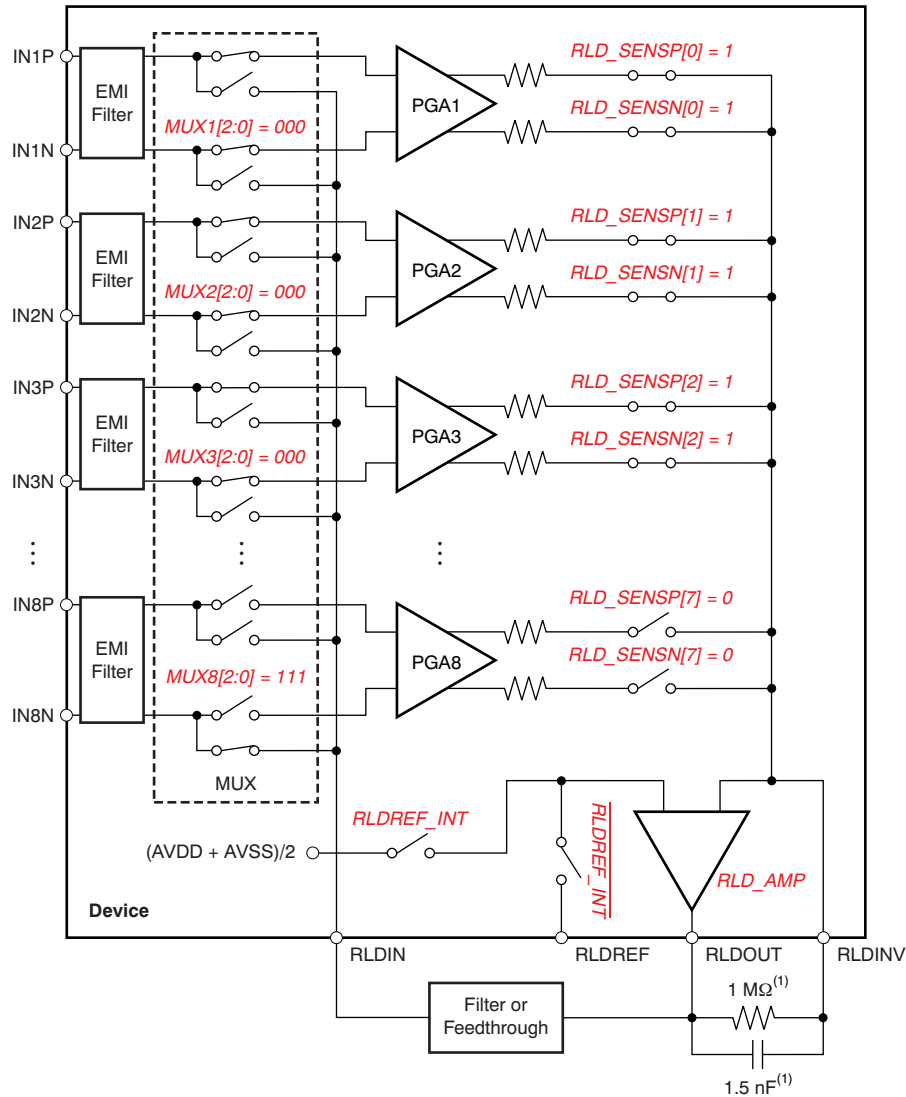 IN1P
EMI
Filter
IN1N
MUX1[2:0] = 000
PGA1
RLD_SENSP[0] = 1
RLD_SENSN[0] = 1
IN2P
EMI
Filter
IN2N
MUX2[2:0] = 000
PGA2
RLD_SENSP[1] = 1
RLD_SENSN[1] = 1
IN3P
EMI
Filter
IN3N
MUX3[2:0] = 000
PGA3
RLD_SENSP[2] = 1
RLD_SENSN[2] = 1
IN8P
EMI
Filter
IN8N
MUX8[2:0] = 111
PGA8
RLD_SENSP[7] = 0
RLD_SENSN[7] = 0
MUX
(AVDD + AVSS)/2
RLDREF_INT
RLDREF_INT
RLD_AMP
Device
RLDIN
RLDREF
RLDOUT
RLDINV
Filter or
Feedthrough
1 MΩ(1)
1.5 nF(1)